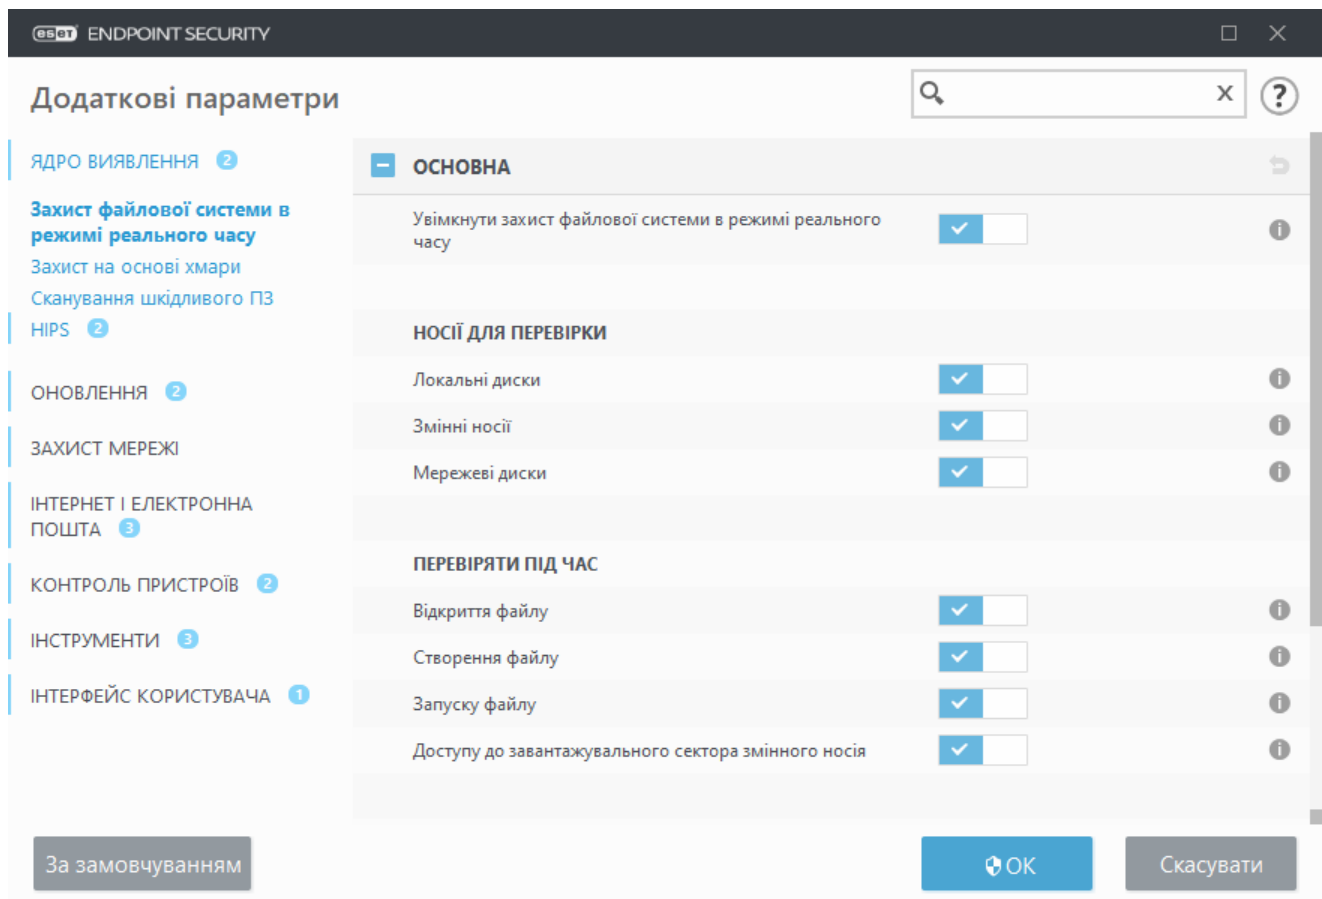 eset ENDPOINT SECURITY
Додаткові параметри
ЯДРО ВИЯВЛЕННЯ 2
Захист файлової системи в
режимі реального часу
Захист на основі хмари
Сканування шкідливого ПЗ
HIPS 2
ОНОВЛЕННЯ 2
ЗАХИСТ МЕРЕЖІ
ІНТЕРНЕТ І ЕЛЕКТРОННА
ПОШТА 3
КОНТРОЛЬ ПРИСТРОЇВ 2
ІНСТРУМЕНТИ 3
ІНТЕРФЕЙС КОРИСТУВАЧА 1
ОСНОВНА
Увімкнути захист файлової системи в режимі реального
часу
НОСІЇ ДЛЯ ПЕРЕВІРКИ
Локальні диски
Змінні носії
Мережеві диски
ПЕРЕВІРЯТИ ПІД ЧАС
Відкриття файлу
Створення файлу
Запуску файлу
Доступу до завантажувального сектора змінного носія
За замовчуванням
OK
Скасувати